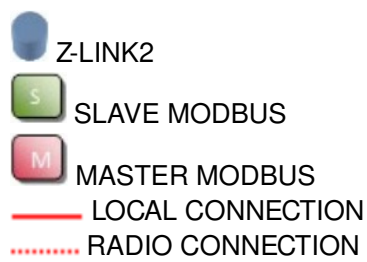 Z-LINK2
S SLAVE MODBUS
M MASTER MODBUS
LOCAL CONNECTION
RADIO CONNECTION